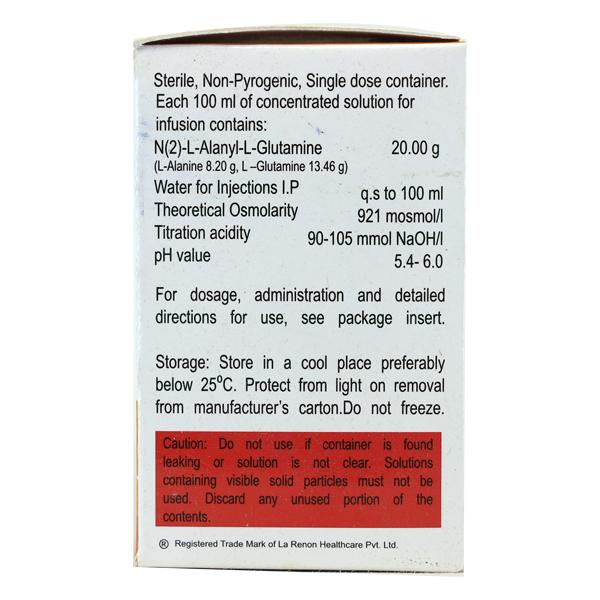 Sterile, Non-Pyrogenic, Single dose container.
Each 100 ml of concentrated solution for
infusion contains:
N(2)-L-Alanyl-L-Glutamine 20.00 g
(L-Alanine 8.20 g, L –Glutamine 13.46 g)
Water for Injections I.P q.s to 100 ml
Theoretical Osmolarity 921 mosmol/l
Titration acidity 90-105 mmol NaOH/l
pH value 5.4- 6.0
For dosage, administration and detailed
directions for use, see package insert.
Storage: Store in a cool place preferably
below 25⁰C. Protect from light on removal
from manufacturer's carton.Do not freeze.
Caution: Do not use if container is found
leaking or solution is not clear. Solutions
containing visible solid particles must not be
used. Discard any unused portion of the
contents.
® Registered Trade Mark of La Renon Healthcare Pvt. Ltd.